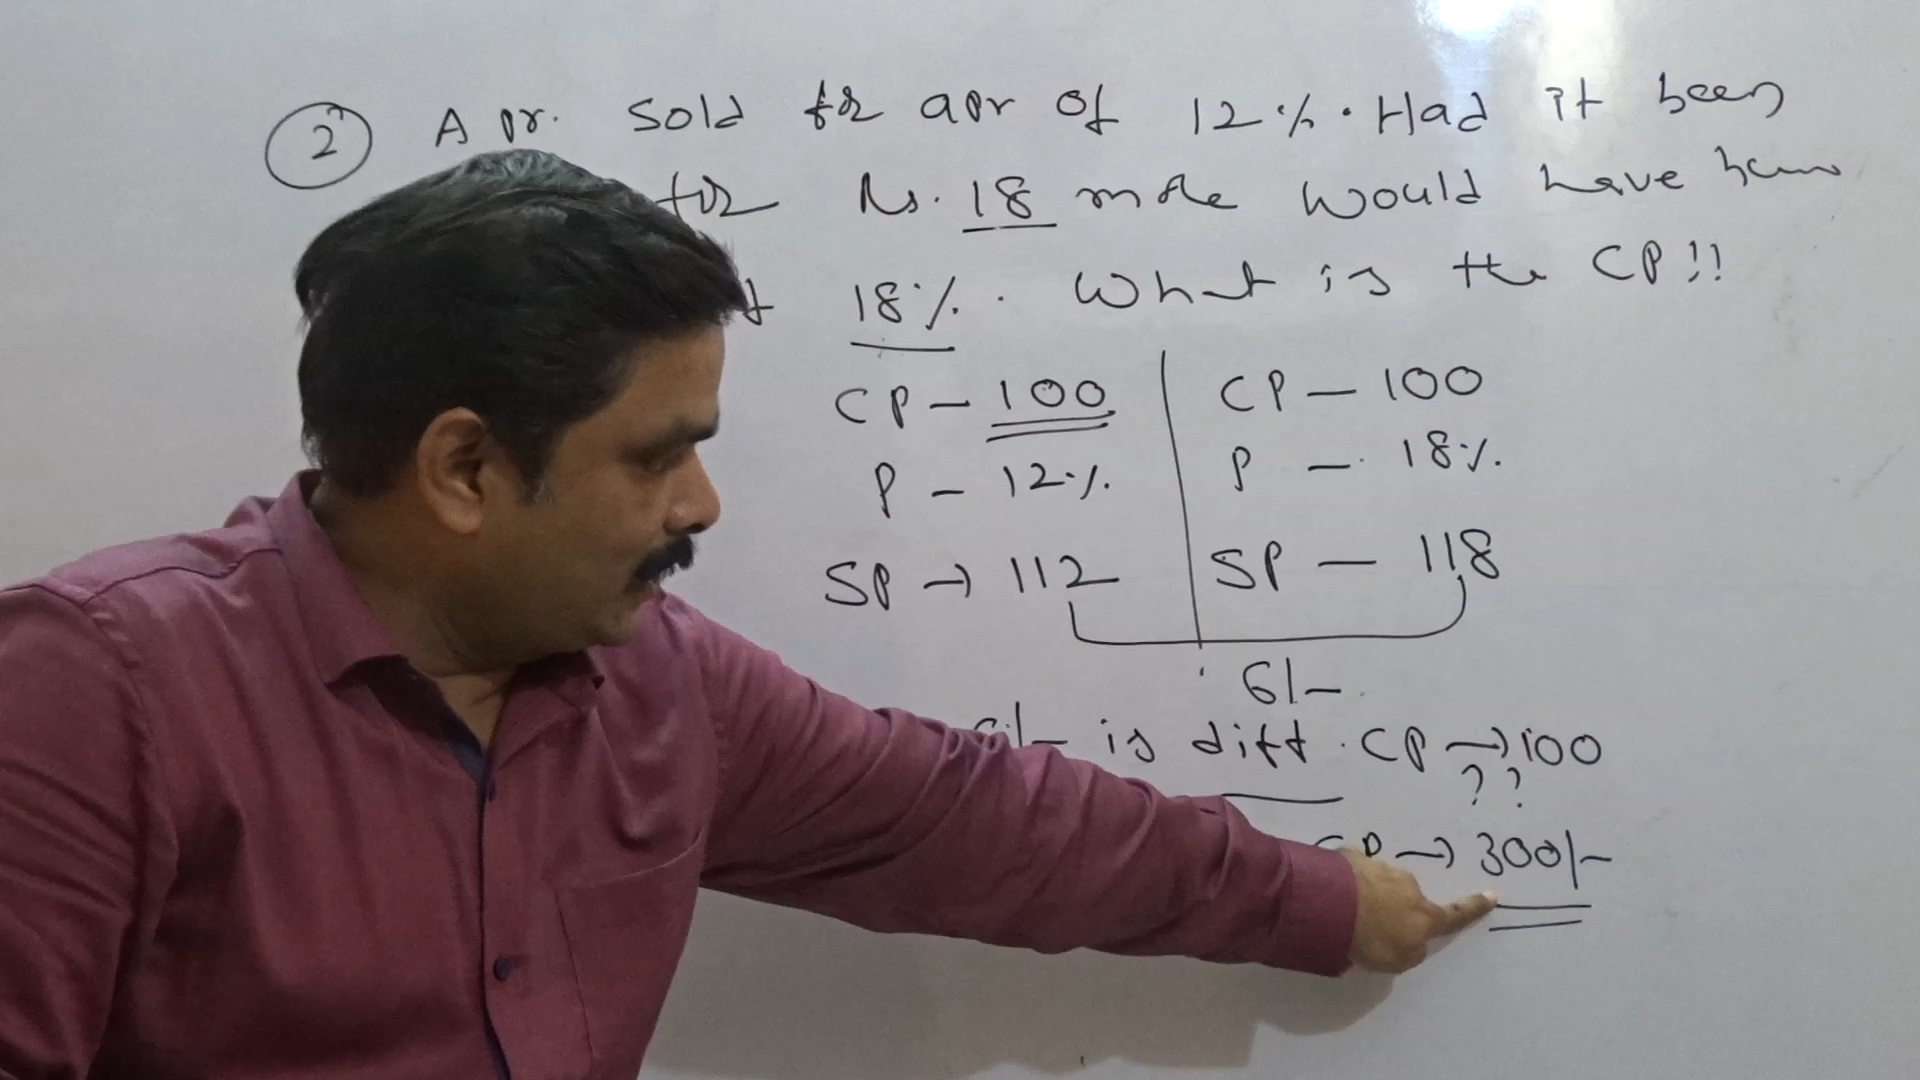 2 A pr. sold for a pr of 12%. Had it been
for Rs. 18 more would have been
18%. What is the CP!!
CP – 100 CP – 100
P – 12% P – 18%.
SP → 112 SP – 118
6/-
is diff. CP → 100
??
CP → 300/-